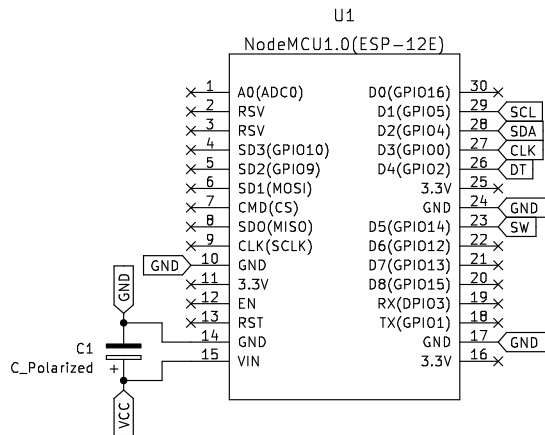 U1
NodeMCU1.0(ESP-12E)
1 A0(ADC0) D0(GPIO16) 30
2 RSV D1(GPIO5) 29 SCL
3 RSV D2(GPIO4) 28 SDA
4 SD3(GPIO10) D3(GPIO0) 27 CLK
5 SD2(GPIO9) D4(GPIO2) 26 DT
6 SD1(MOSI) 3.3V 25
7 CMD(CS) GND 24 GND
8 SD0(MISO) D5(GPIO14) 23 SW
9 CLK(SCLK) D6(GPIO12) 22
GND 10 GND D7(GPIO13) 21
11 3.3V D8(GPIO15) 20
12 EN RX(DPIO3) 19
13 RST TX(GPIO1) 18
14 GND GND 17 GND
15 VIN 3.3V 16
GND
C1
C_Polarized
+
VCC